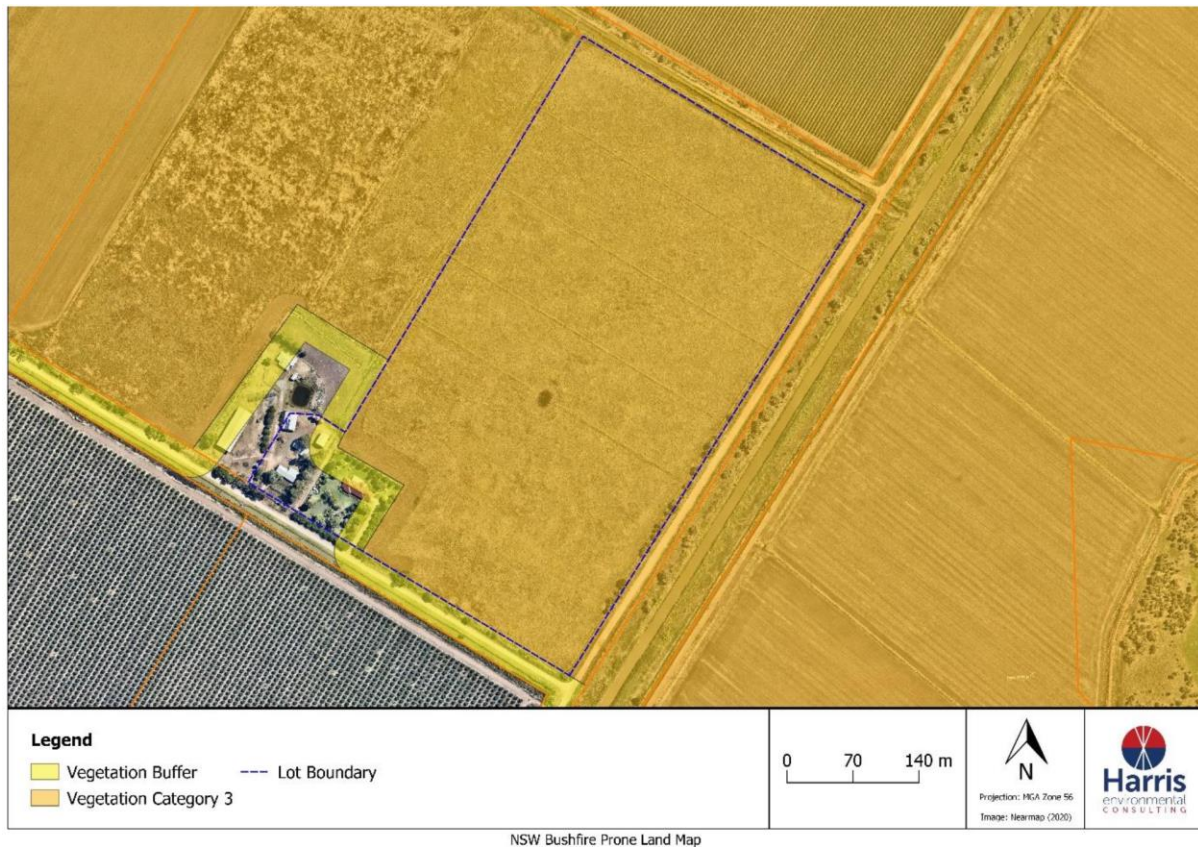 Legend
Vegetation Buffer
Lot Boundary
Vegetation Category 3
0 70 140 m
N
Projection: MGA Zone 56
Image: Nearmap (2020)
Harris
environmental
CONSULTING
NSW Bushfire Prone Land Map